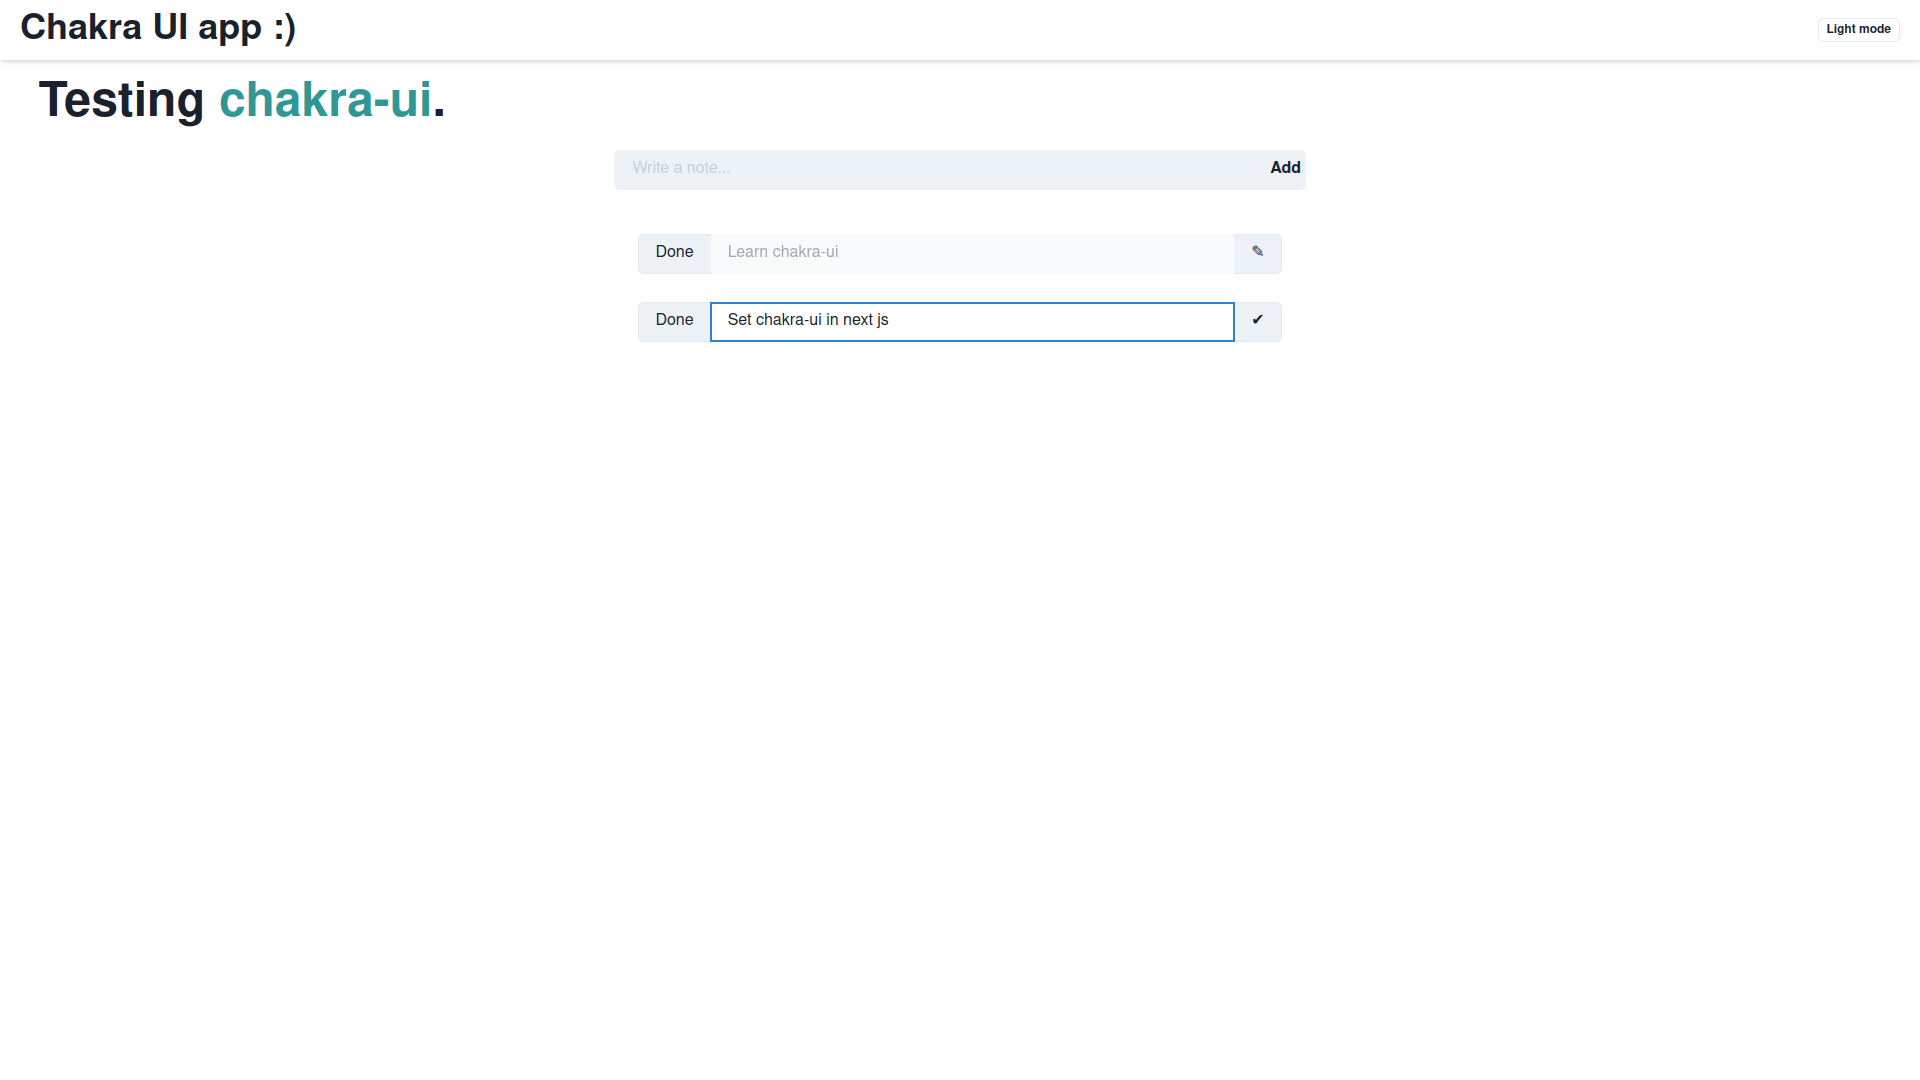 Chakra UI app :)
Light mode
Testing chakra-ui.
Write a note...
Add
Done
Learn chakra-ui
✎
Done
Set chakra-ui in next js
✔